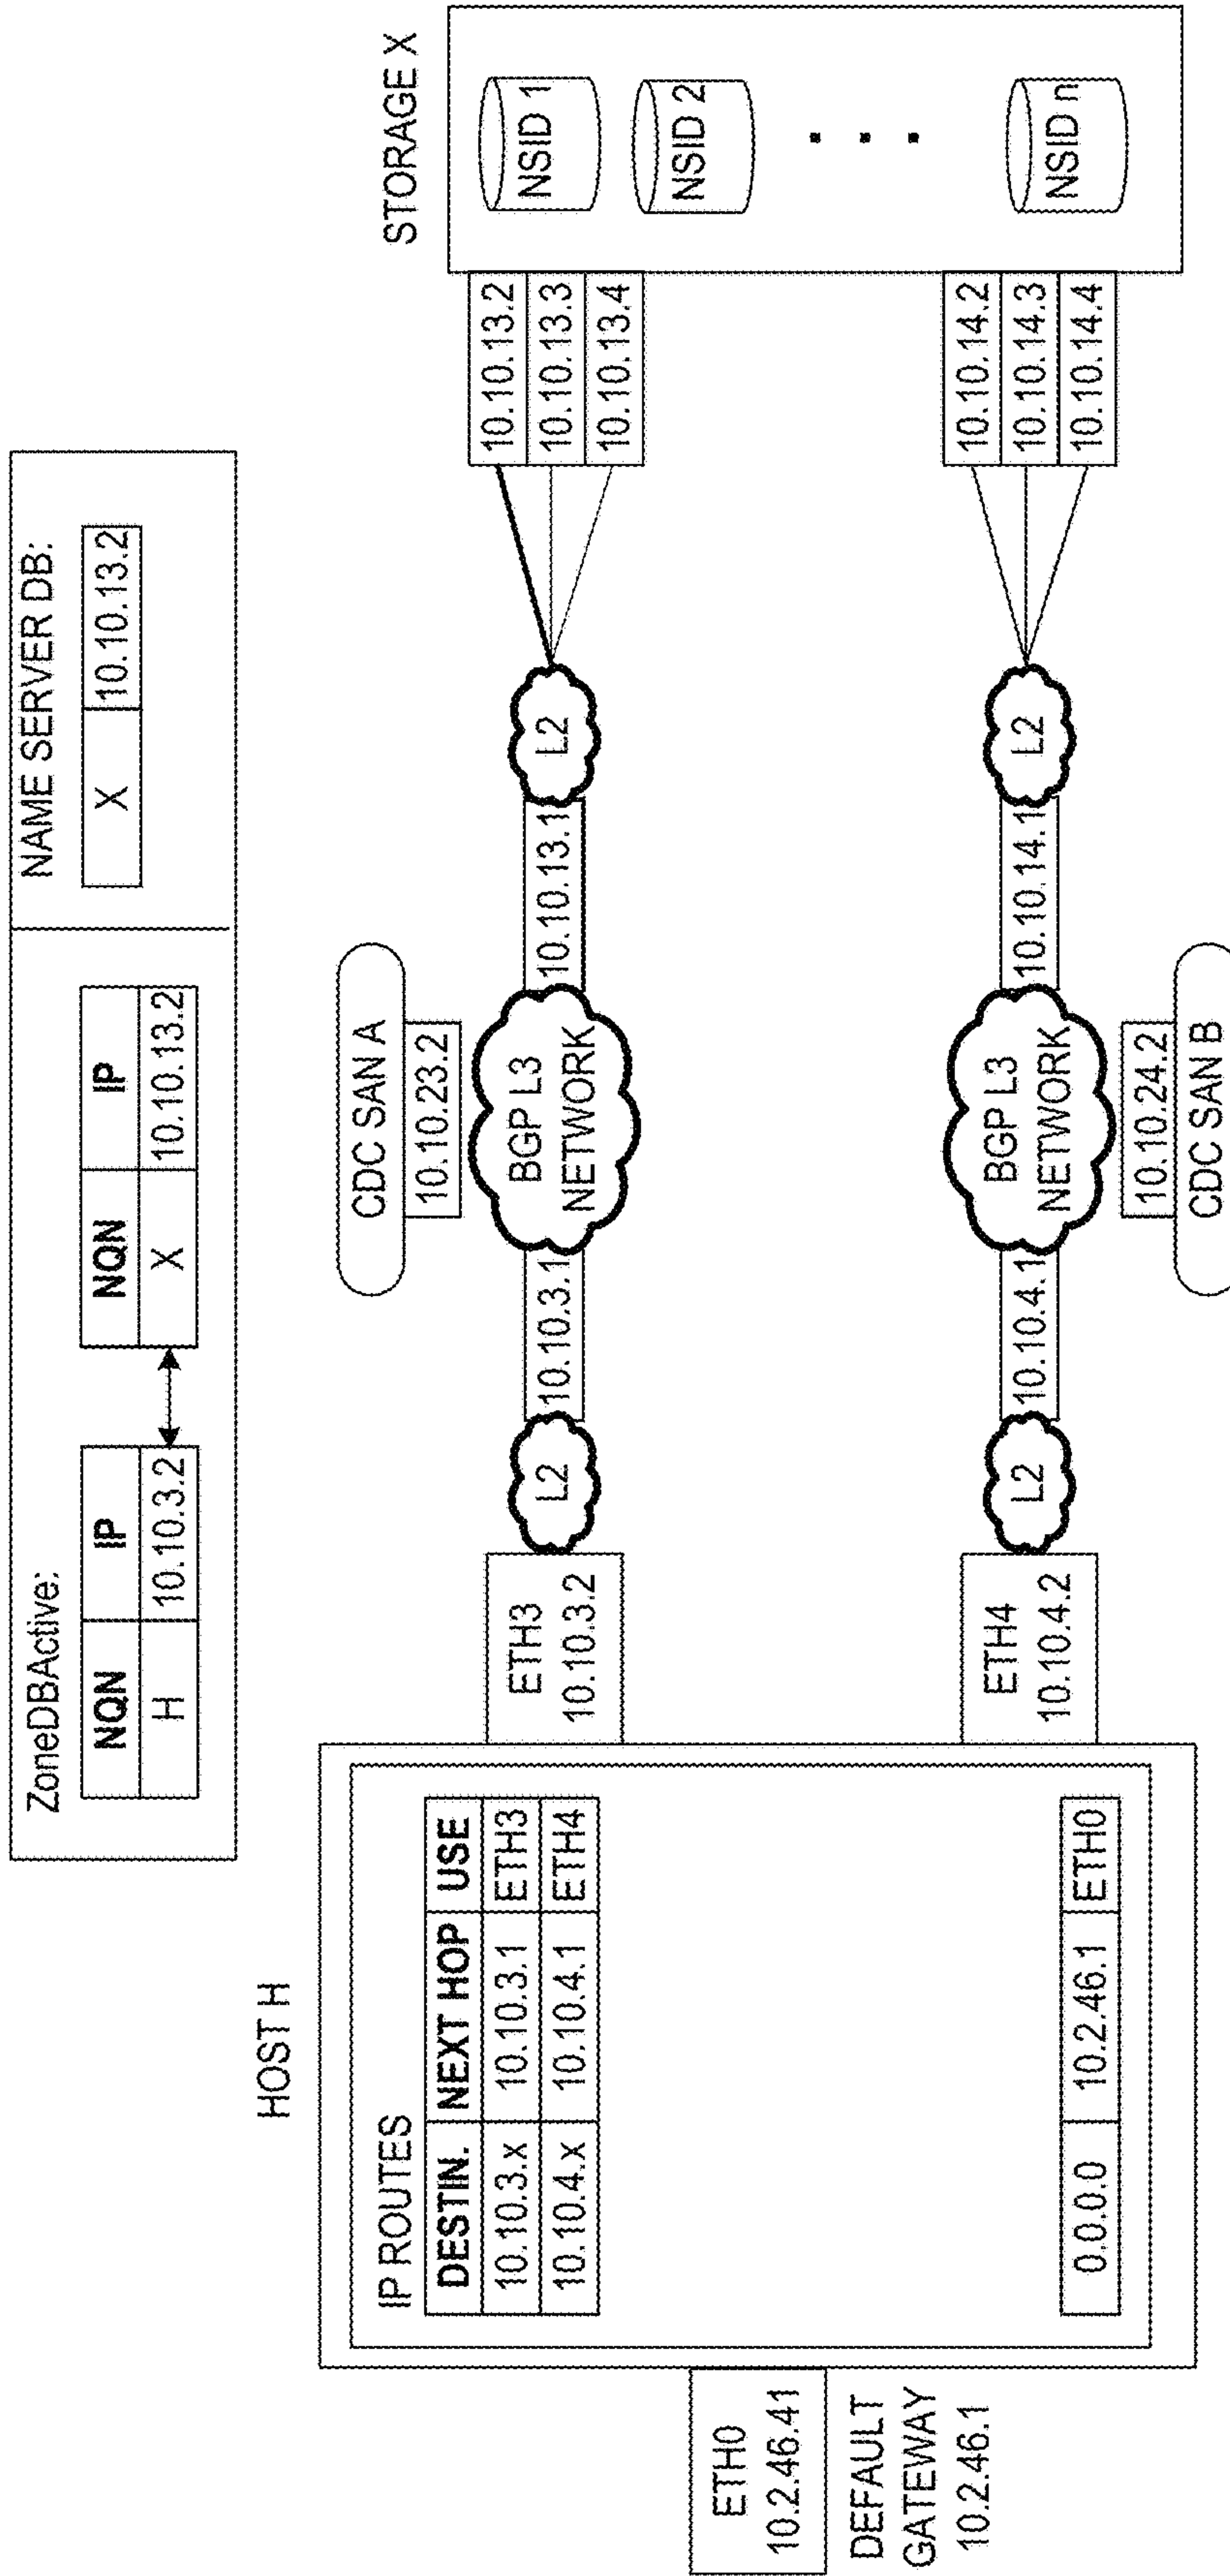 ZoneDBActive:
NQN IP
H 10.10.3.2
NQN IP
X 10.10.13.2
NAME SERVER DB:
X 10.10.13.2
HOST H
IP ROUTES
DESTIN. NEXT HOP USE
10.10.3.x 10.10.3.1 ETH3
10.10.4.x 10.10.4.1 ETH4
0.0.0.0 10.2.46.1 ETH0
ETH0
10.2.46.41
DEFAULT
GATEWAY
10.2.46.1
ETH3
10.10.3.2
L2
10.10.3.1
CDC SAN A
10.10.23.2
BGP L3
NETWORK
10.10.13.1
L2
10.10.13.2
10.10.13.3
10.10.13.4
ETH4
10.10.4.2
L2
10.10.4.1
BGP L3
NETWORK
10.10.24.2
CDC SAN B
10.10.14.1
L2
10.10.14.2
10.10.14.3
10.10.14.4
STORAGE X
NSID 1
NSID 2
NSID n